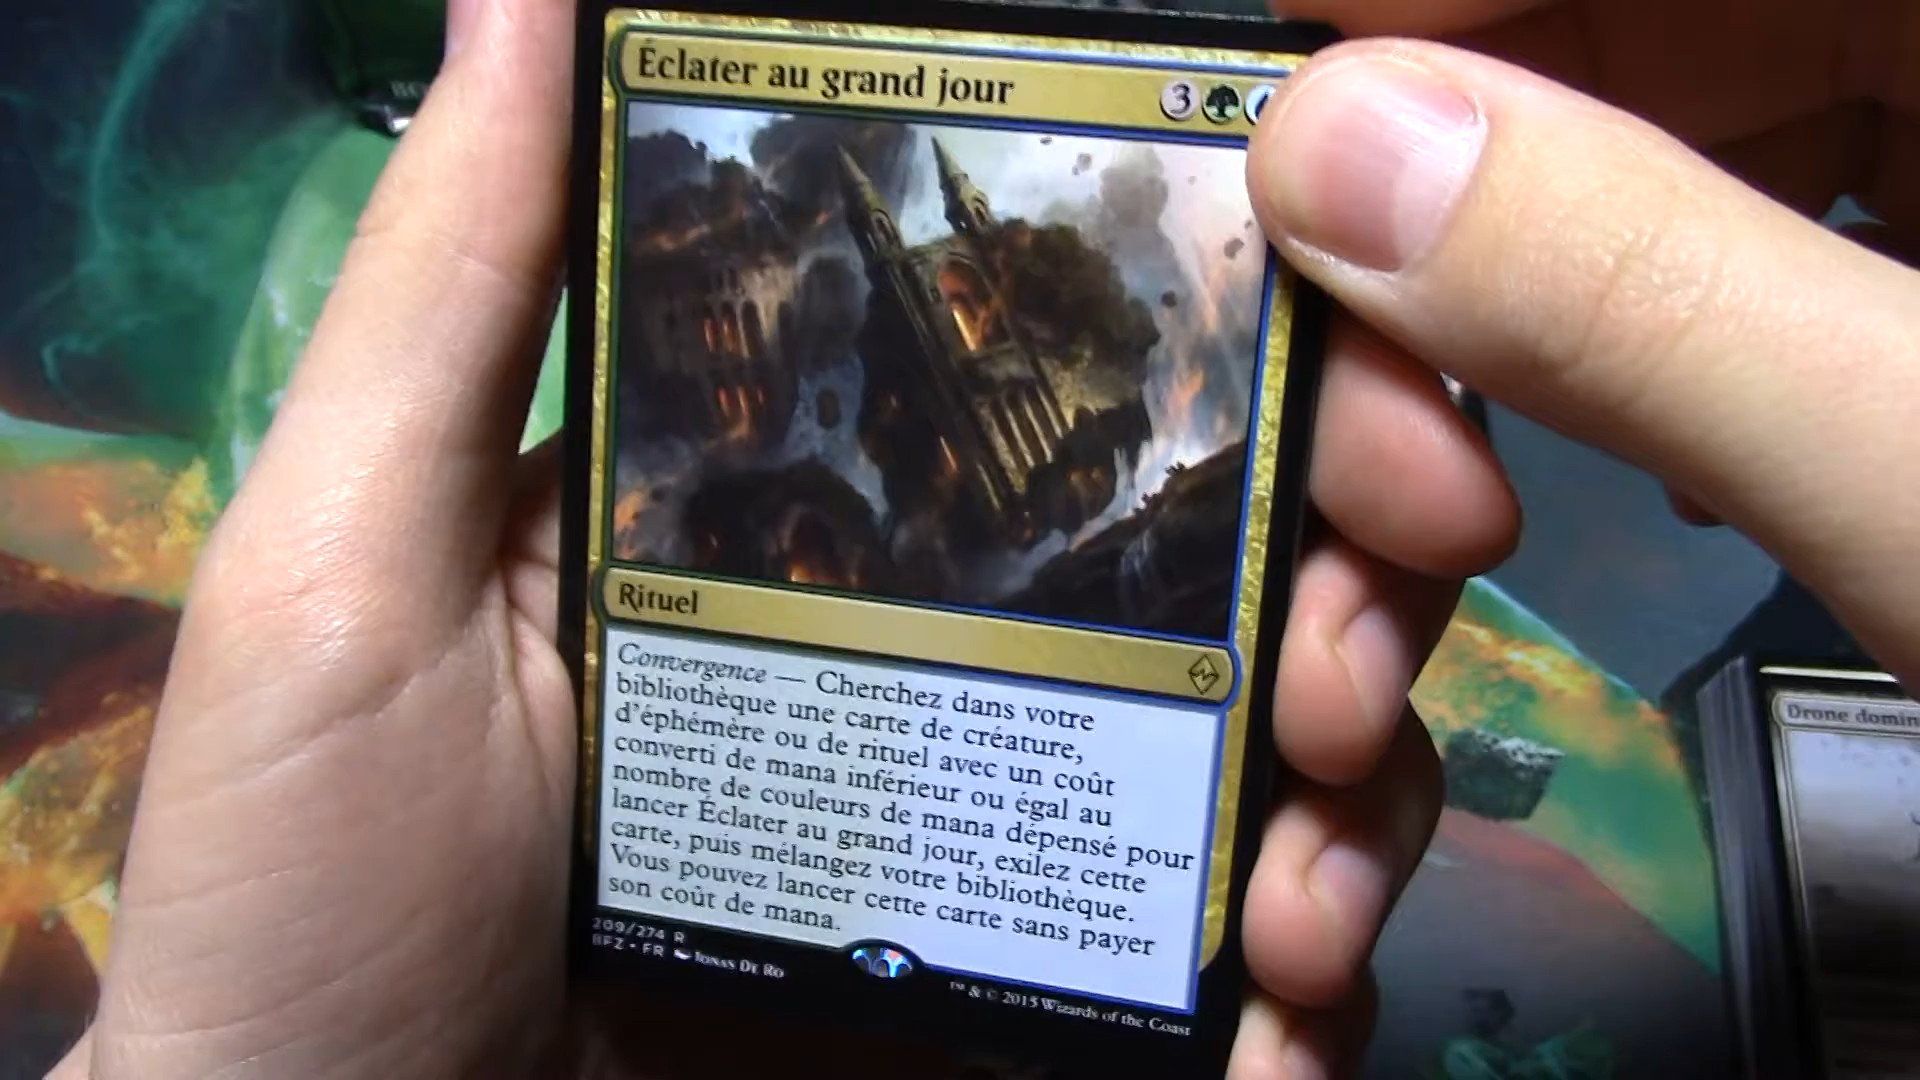 Éclater au grand jour
3
Rituel
Convergence — Cherchez dans votre
bibliothèque une carte de créature,
d'éphémère ou de rituel avec un coût
converti de mana inférieur ou égal au
nombre de couleurs de mana dépensé pour
lancer Éclater au grand jour, exilez cette
carte, puis mélangez votre bibliothèque.
Vous pouvez lancer cette carte sans payer
son coût de mana.
209/274 R
BFZ • FR Jonas De Ro
™ & © 2015 Wizards of the Coast
Drone domin